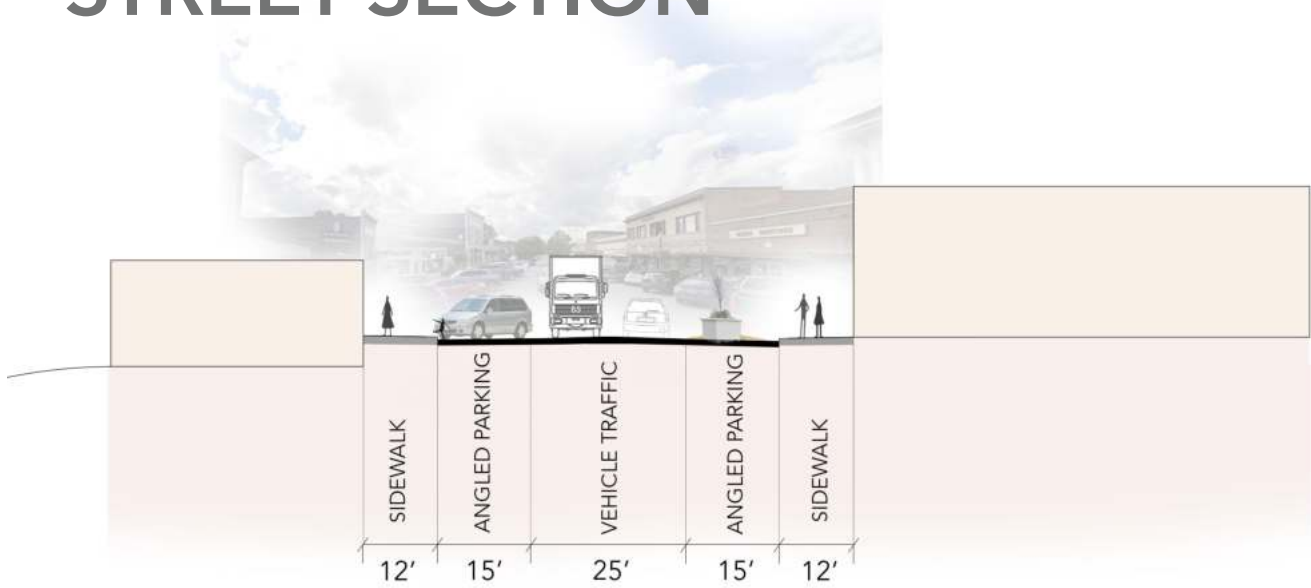 STREET SECTION
SIDEWALK
ANGLED PARKING
VEHICLE TRAFFIC
ANGLED PARKING
SIDEWALK
12'
15'
25'
15'
12'